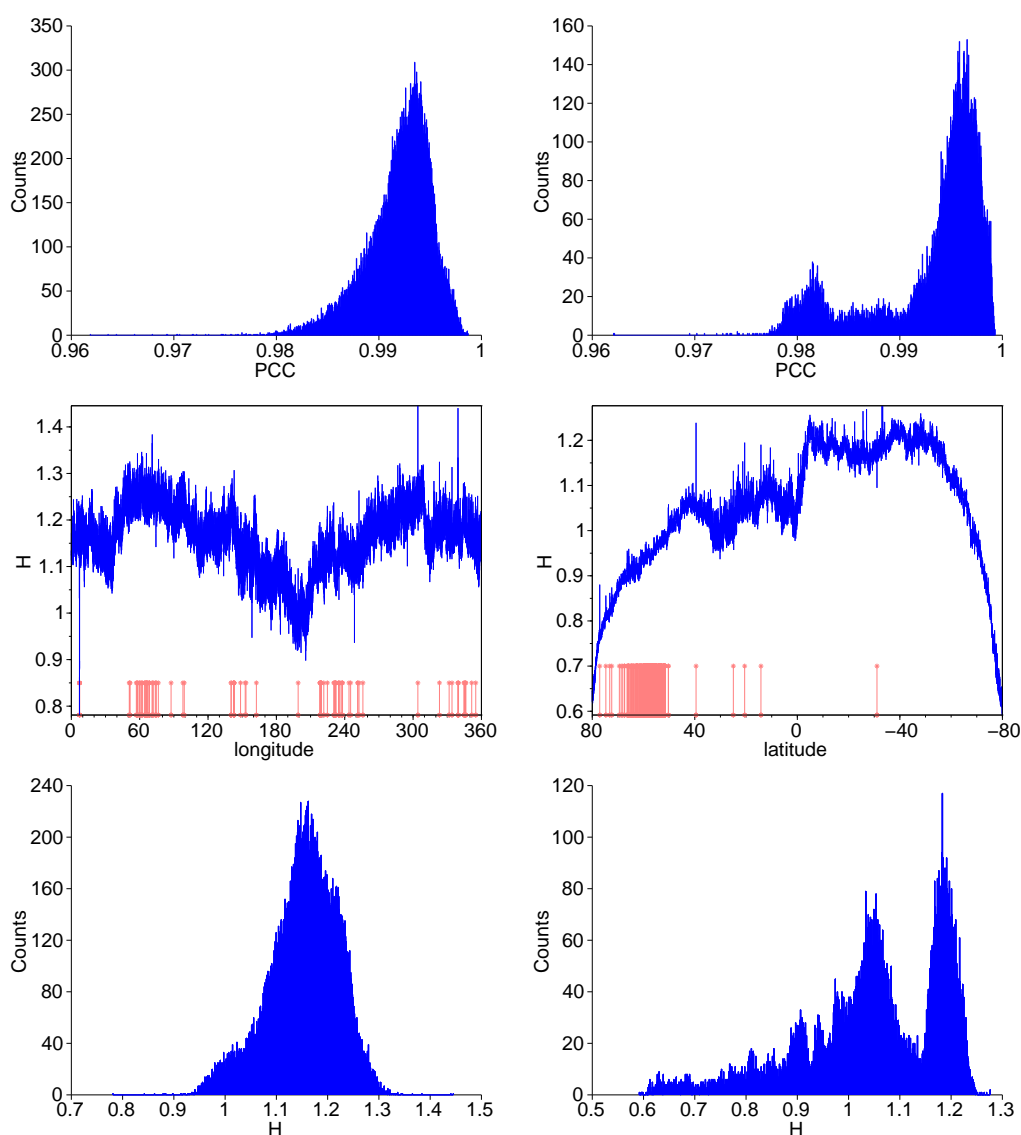 350
300
250
200
150
100
50
0
Counts
0.96 0.97 0.98 0.99 1
PCC
160
140
120
100
80
60
40
20
0
Counts
0.96 0.97 0.98 0.99 1
PCC
1.4
1.3
1.2
1.1
1
0.9
0.8
H
0 60 120 180 240 300 360
longitude
1.2
1.1
1
0.9
0.8
0.7
0.6
H
80 40 0 −40 −80
latitude
240
200
160
120
80
40
0
Counts
0.7 0.8 0.9 1 1.1 1.2 1.3 1.4 1.5
H
120
100
80
60
40
20
0
Counts
0.5 0.6 0.7 0.8 0.9 1 1.1 1.2 1.3
H